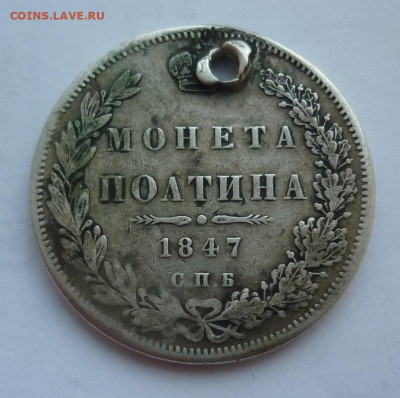 COINS.LAVE.RU
МОНЕТА
ПОЛТИНА
1847
СПБ